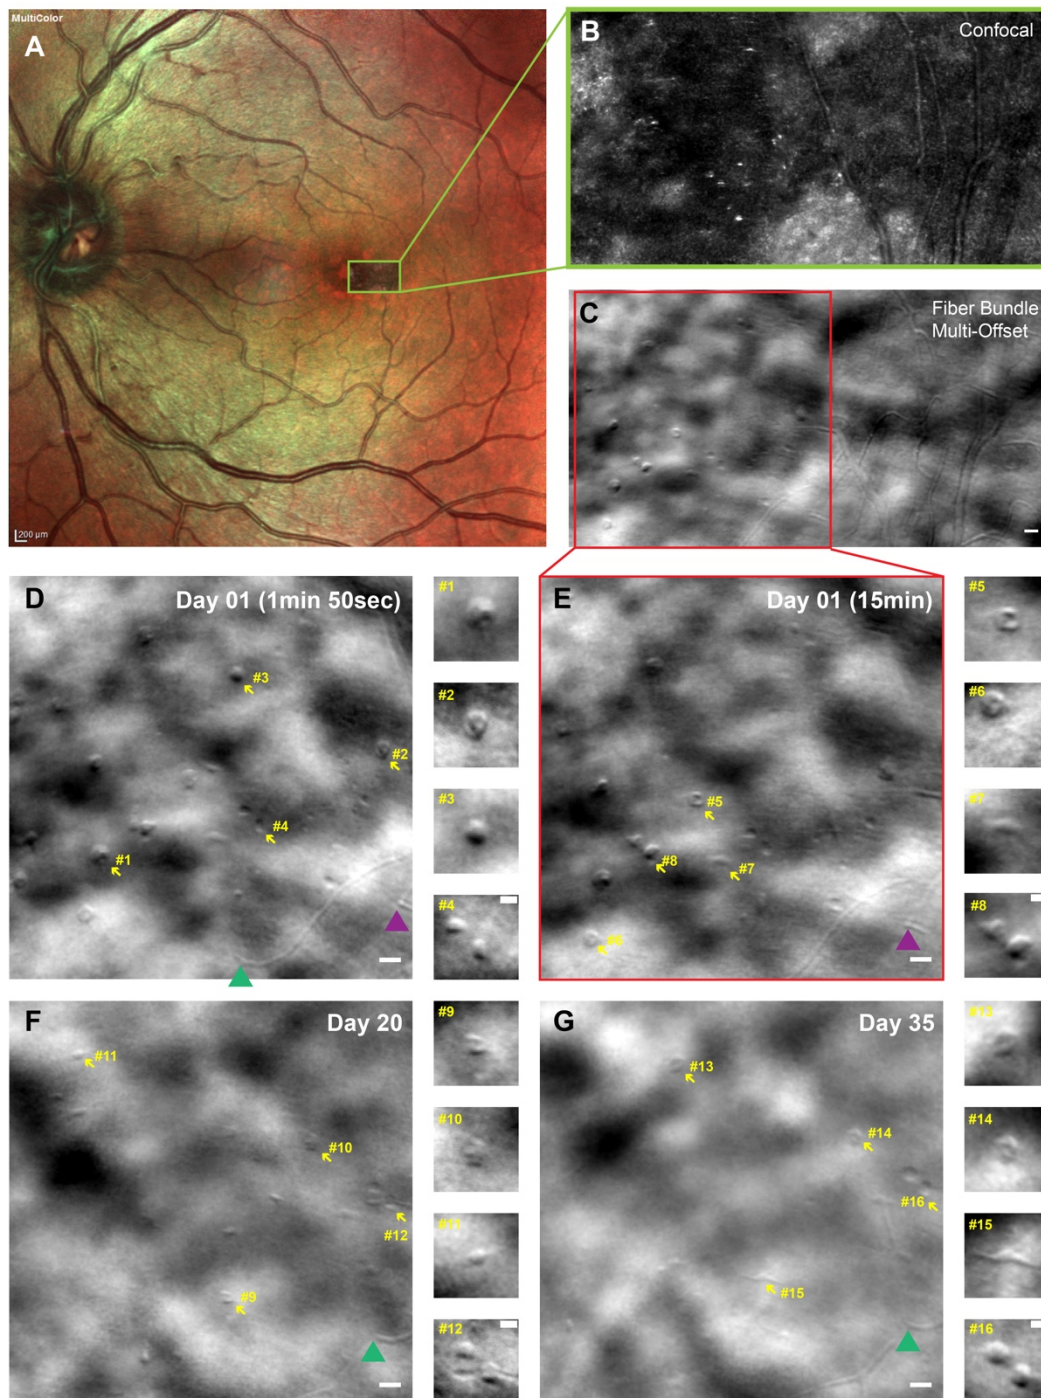 MultiColor
A
200 µm
B
Confocal
C
Fiber Bundle
Multi-Offset
D
Day 01 (1min 50sec)
#3
#2
#4
#1
#1
#2
#3
#4
E
Day 01 (15min)
#5
#8
#7
#6
#5
#6
#7
#8
F
Day 20
#11
#10
#12
#9
#9
#10
#11
#12
G
Day 35
#13
#14
#16
#15
#13
#14
#15
#16